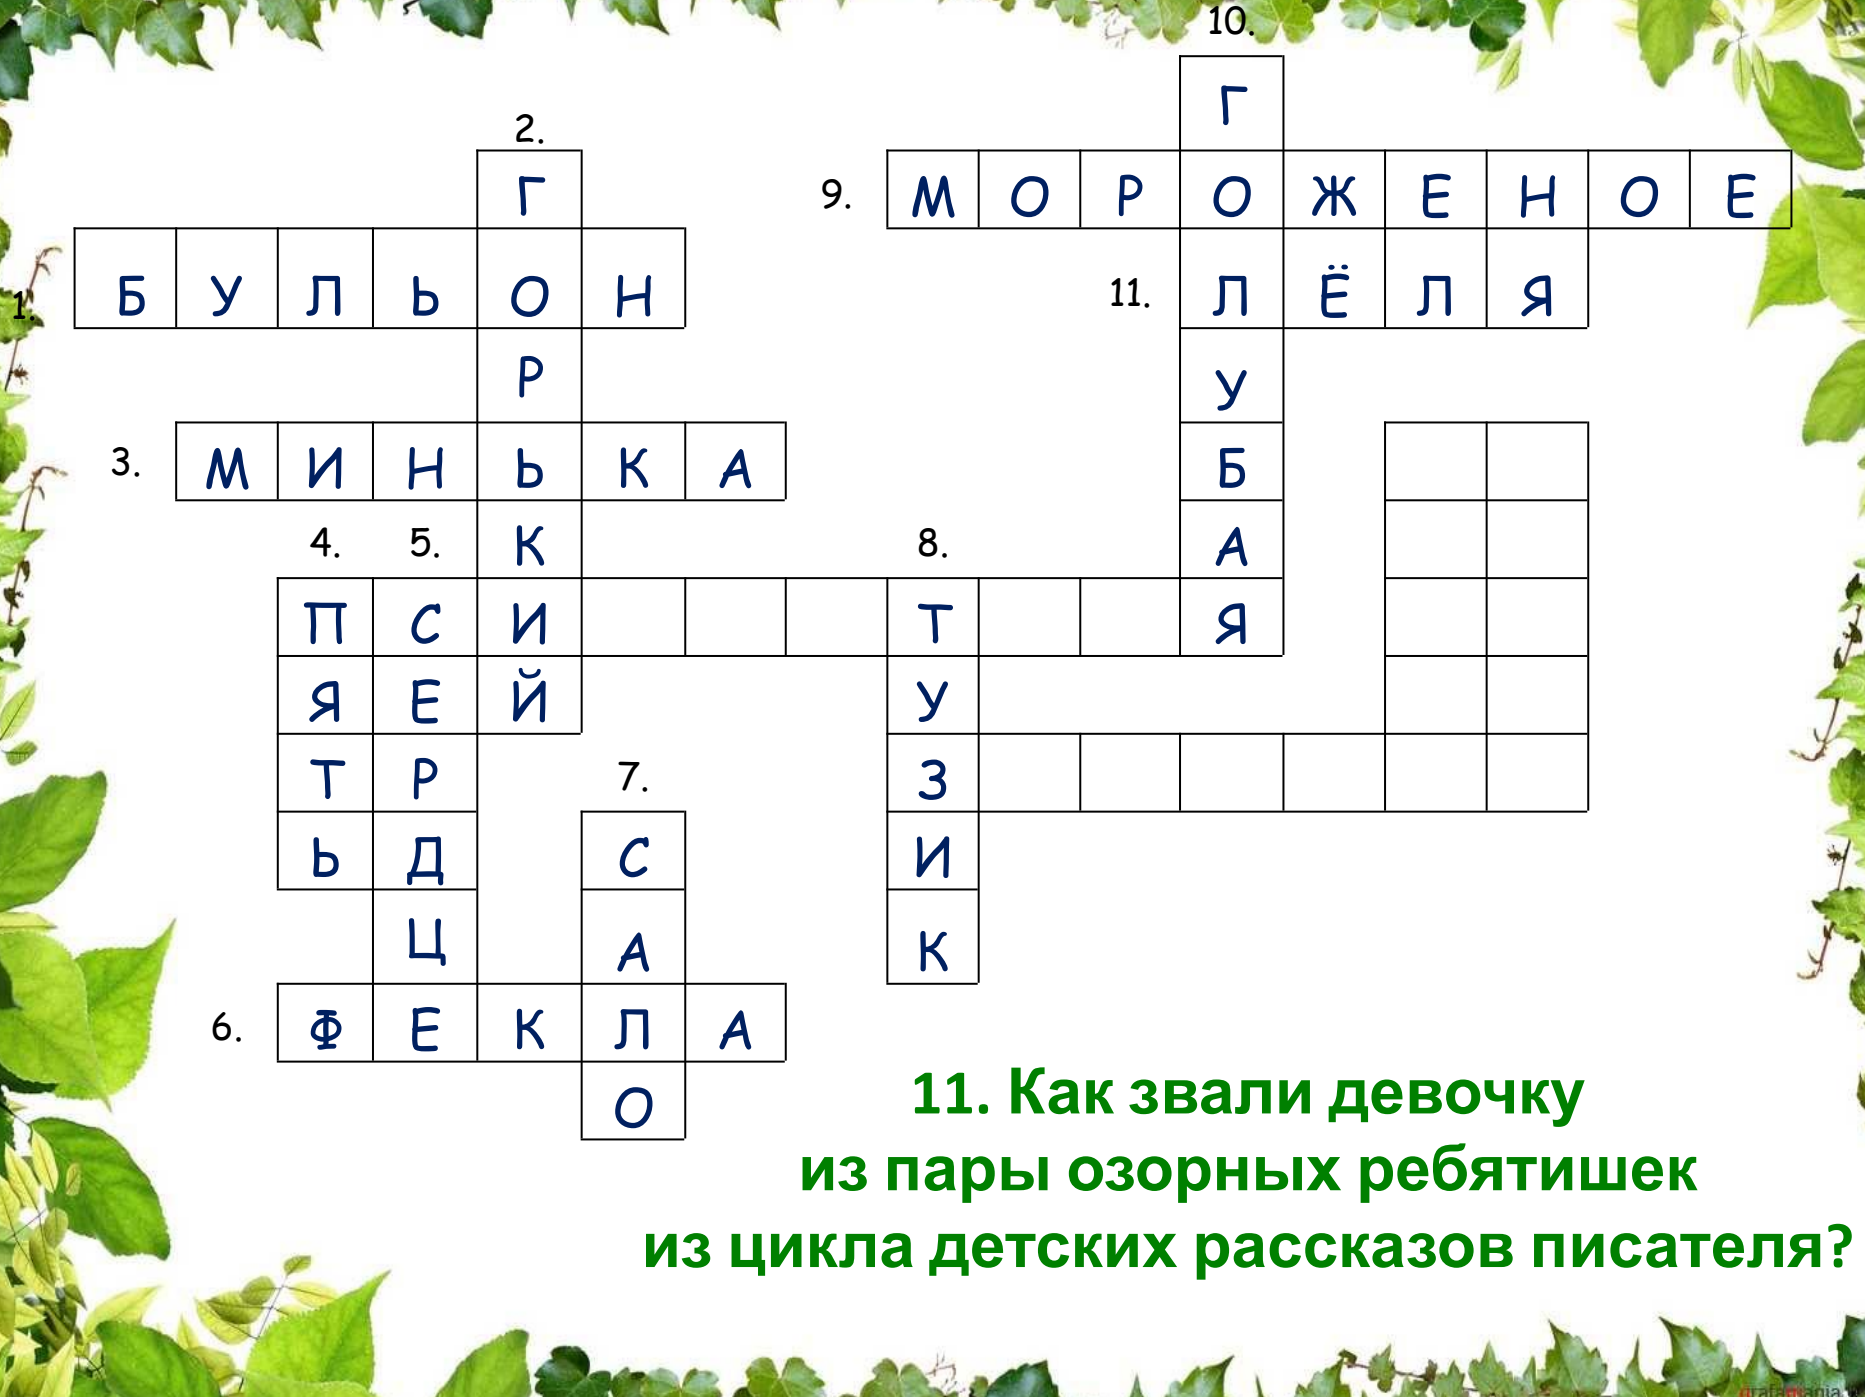 10.
Г
2.
9. МОРОЖЕНОЕ
Г
1. БУЛЬОН
11. ЛЁЛЯ
Р
У
3. МИНЬКА
Б
4. 5. К 8. А
ПСИ Т Я
ЯЕЙ У
ТР 7. З
ЬД С И
Ц А К
6. ФЕКЛА
О
11. Как звали девочку
из пары озорных ребятишек
из цикла детских рассказов писателя?